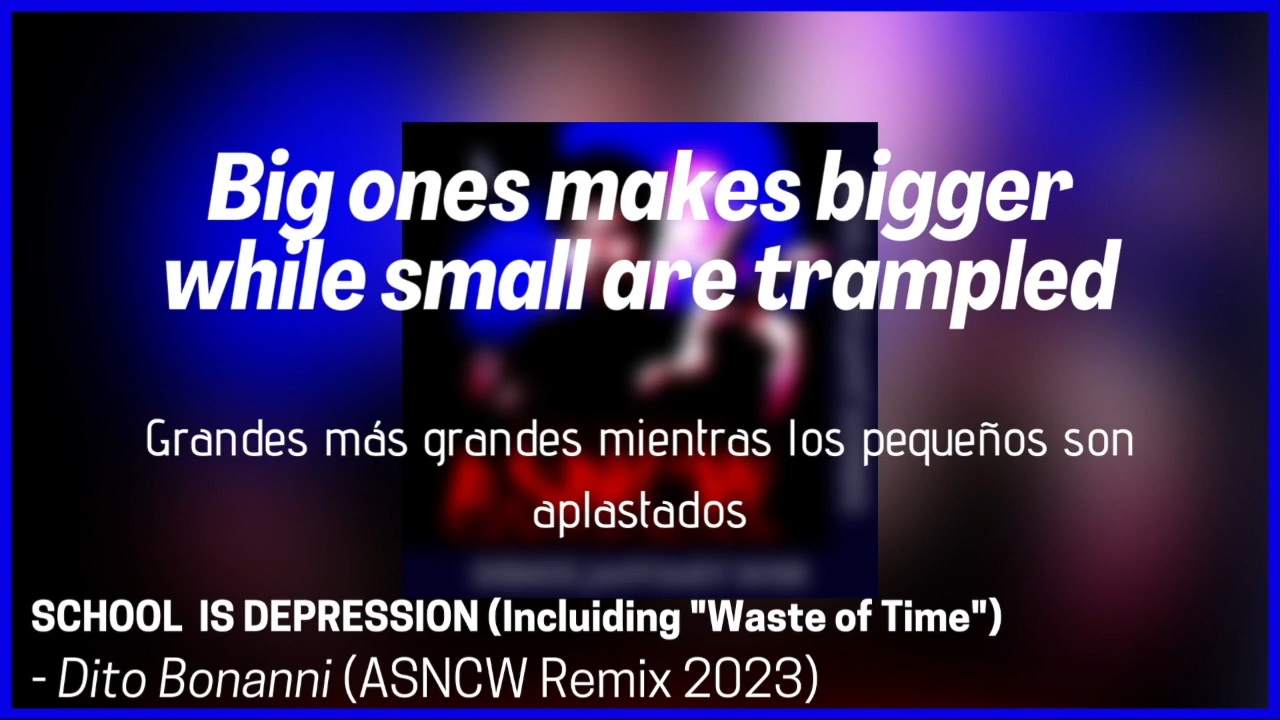 Big ones makes bigger
while small are trampled
Grandes más grandes mientras los pequeños son
aplastados
SCHOOL IS DEPRESSION (Incluiding "Waste of Time")
- Dito Bonanni (ASNCW Remix 2023)
ASNCW